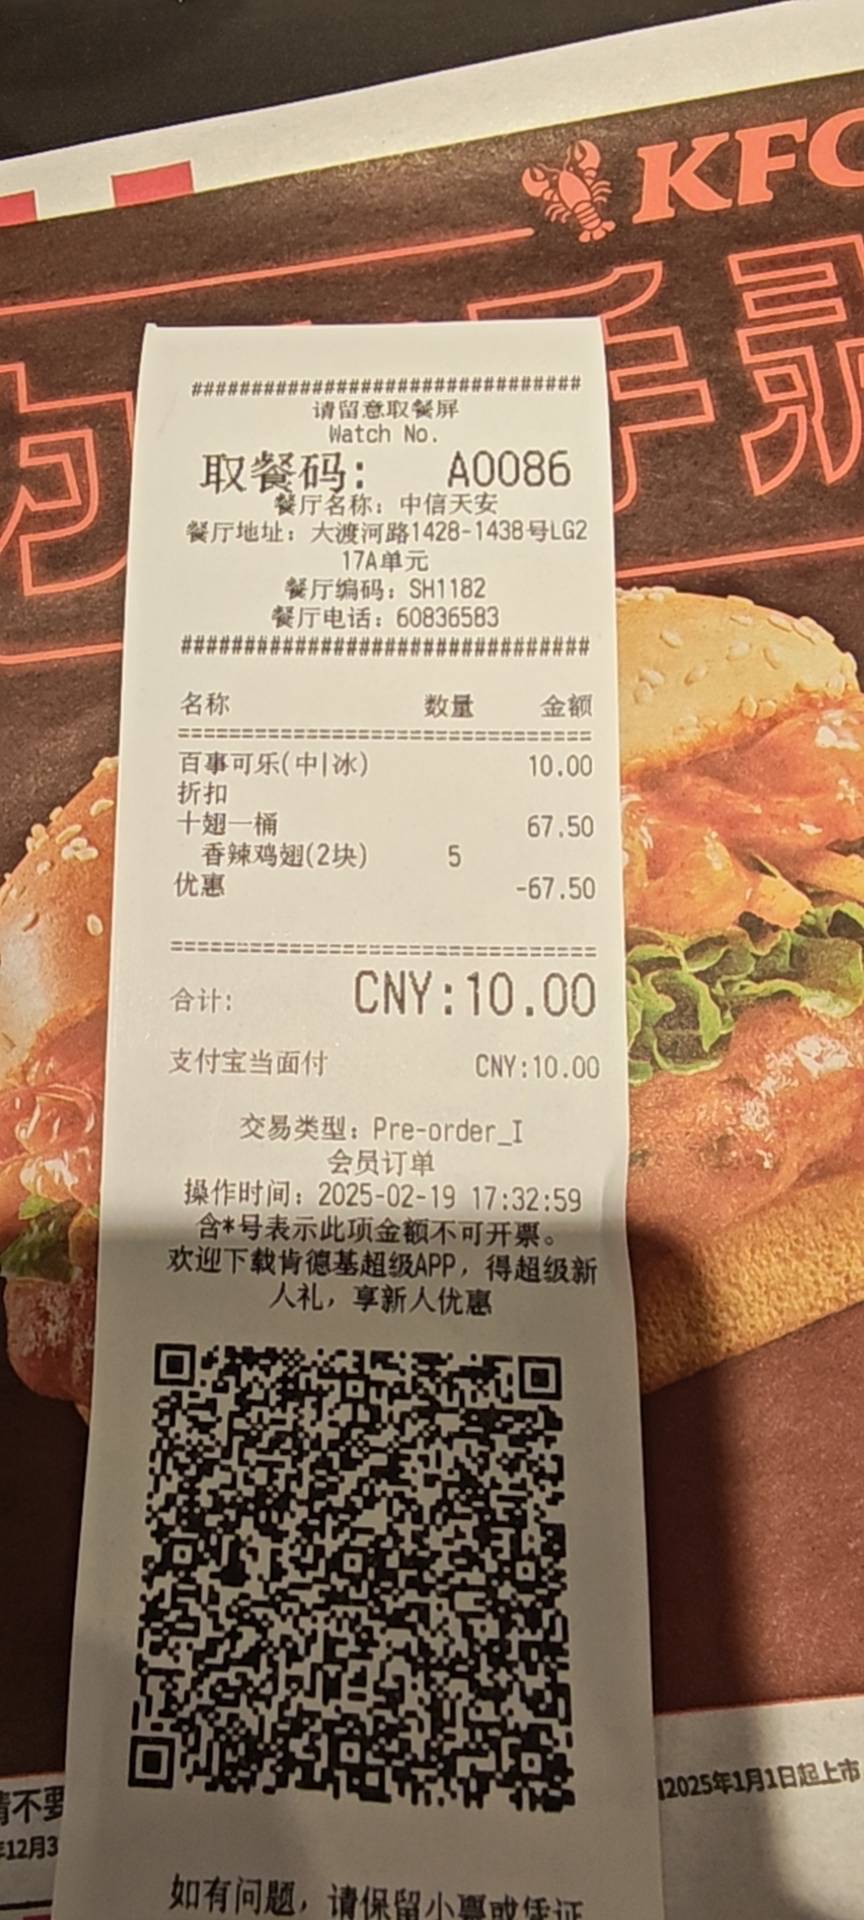 KFC
################################
请留意取餐屏
Watch No.
取餐码： A0086
餐厅名称：中信天安
餐厅地址：大渡河路1428-1438号LG2
17A单元
餐厅编码：SH1182
餐厅电话：60836583
################################
名称 数量 金额
================================
百事可乐(中|冰) 10.00
折扣
十翅一桶 67.50
香辣鸡翅(2块) 5
优惠 -67.50
================================
合计: CNY:10.00
支付宝当面付 CNY:10.00
交易类型：Pre-order_I
会员订单
操作时间：2025-02-19 17:32:59
含*号表示此项金额不可开票。
欢迎下载肯德基超级APP，得超级新
人礼，享新人优惠
2025年1月1日起上市
请不要
年12月3
如有问题，请保留小票或凭证